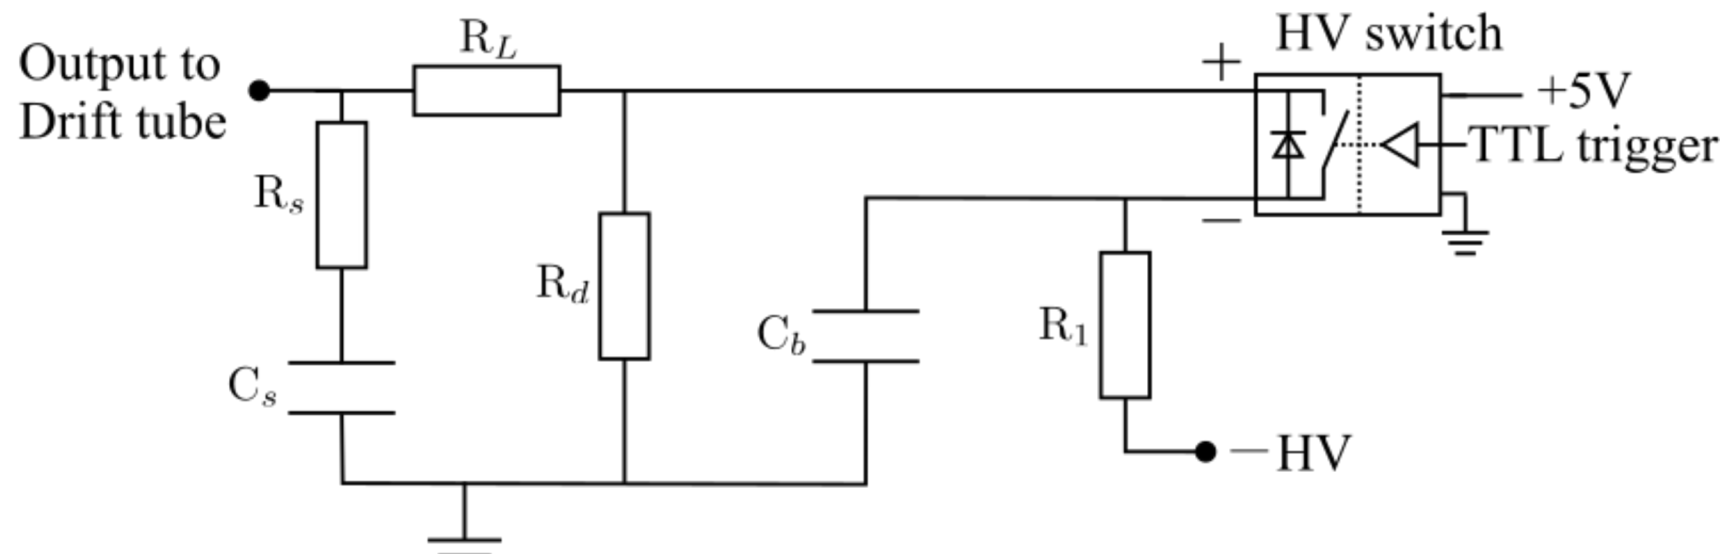 HV switch
R_L
Output to
Drift tube
+
+5V
TTL trigger
R_s
−
R_d
C_b
R_1
C_s
−HV